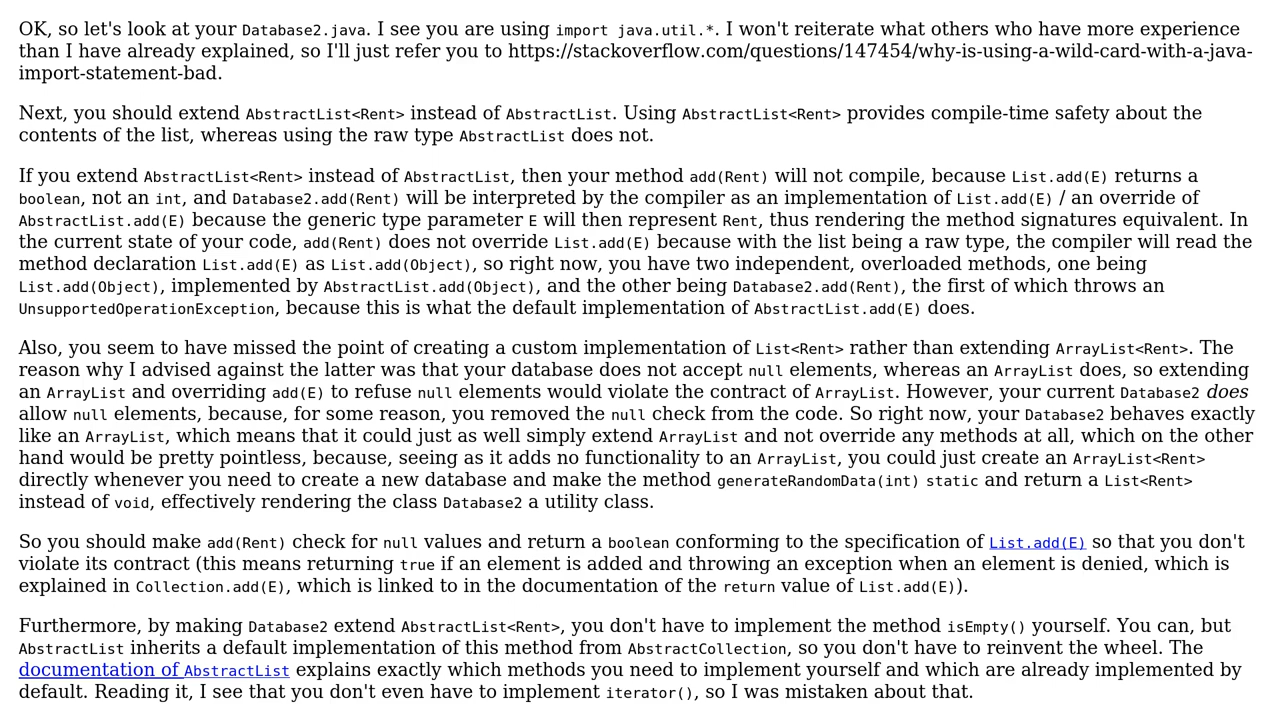 OK, so let's look at your Database2.java. I see you are using import java.util.*. I won't reiterate what others who have more experience
than I have already explained, so I'll just refer you to https://stackoverflow.com/questions/147454/why-is-using-a-wild-card-with-a-java-
import-statement-bad.
Next, you should extend AbstractList<Rent> instead of AbstractList. Using AbstractList<Rent> provides compile-time safety about the
contents of the list, whereas using the raw type AbstractList does not.
If you extend AbstractList<Rent> instead of AbstractList, then your method add(Rent) will not compile, because List.add(E) returns a
boolean, not an int, and Database2.add(Rent) will be interpreted by the compiler as an implementation of List.add(E) / an override of
AbstractList.add(E) because the generic type parameter E will then represent Rent, thus rendering the method signatures equivalent. In
the current state of your code, add(Rent) does not override List.add(E) because with the list being a raw type, the compiler will read the
method declaration List.add(E) as List.add(Object), so right now, you have two independent, overloaded methods, one being
List.add(Object), implemented by AbstractList.add(Object), and the other being Database2.add(Rent), the first of which throws an
UnsupportedOperationException, because this is what the default implementation of AbstractList.add(E) does.
Also, you seem to have missed the point of creating a custom implementation of List<Rent> rather than extending ArrayList<Rent>. The
reason why I advised against the latter was that your database does not accept null elements, whereas an ArrayList does, so extending
an ArrayList and overriding add(E) to refuse null elements would violate the contract of ArrayList. However, your current Database2 does
allow null elements, because, for some reason, you removed the null check from the code. So right now, your Database2 behaves exactly
like an ArrayList, which means that it could just as well simply extend ArrayList and not override any methods at all, which on the other
hand would be pretty pointless, because, seeing as it adds no functionality to an ArrayList, you could just create an ArrayList<Rent>
directly whenever you need to create a new database and make the method generateRandomData(int) static and return a List<Rent>
instead of void, effectively rendering the class Database2 a utility class.
So you should make add(Rent) check for null values and return a boolean conforming to the specification of List.add(E) so that you don't
violate its contract (this means returning true if an element is added and throwing an exception when an element is denied, which is
explained in Collection.add(E), which is linked to in the documentation of the return value of List.add(E)).
Furthermore, by making Database2 extend AbstractList<Rent>, you don't have to implement the method isEmpty() yourself. You can, but
AbstractList inherits a default implementation of this method from AbstractCollection, so you don't have to reinvent the wheel. The
documentation of AbstractList explains exactly which methods you need to implement yourself and which are already implemented by
default. Reading it, I see that you don't even have to implement iterator(), so I was mistaken about that.